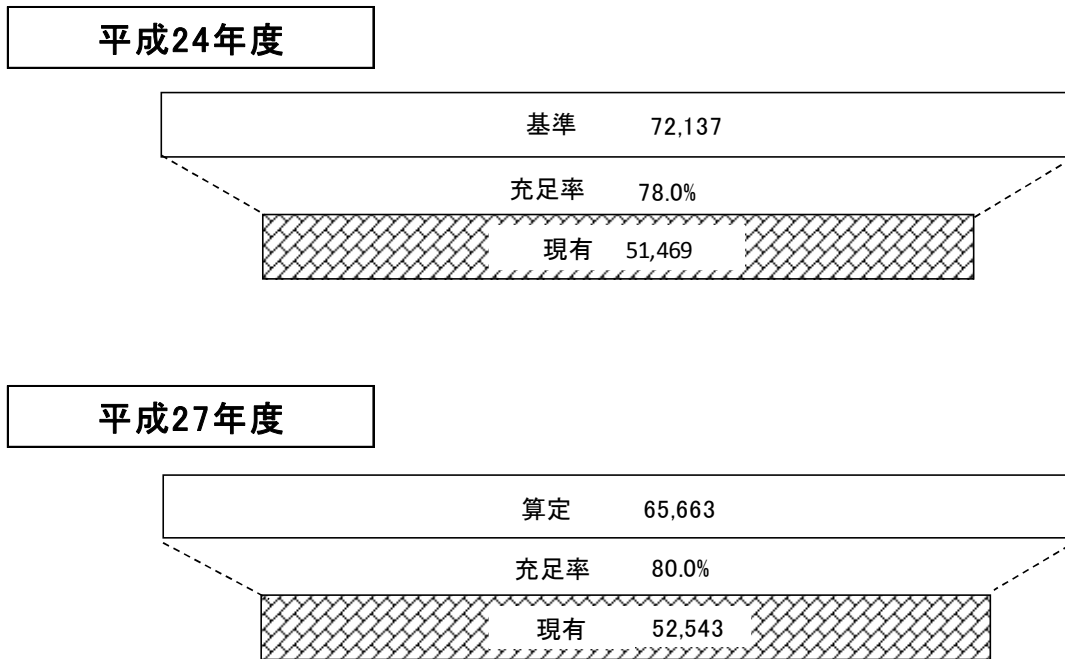 平成24年度
基準 72,137
充足率 78.0%
現有 51,469
平成27年度
算定 65,663
充足率 80.0%
現有 52,543